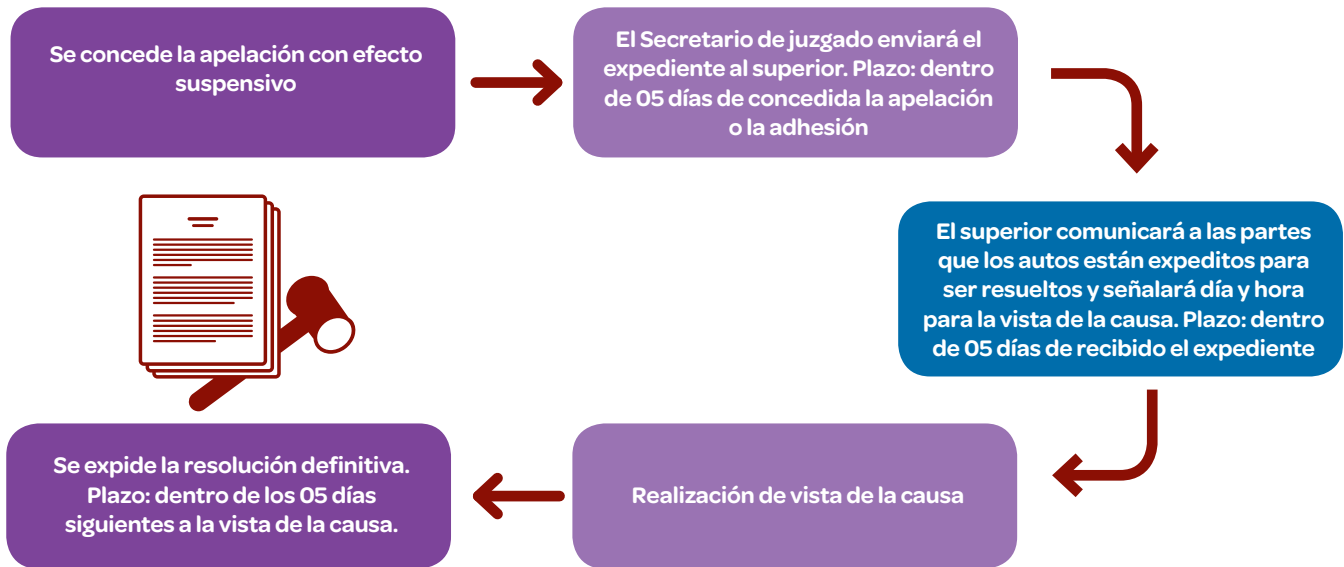 Se concede la apelación con efecto
suspensivo
El Secretario de juzgado enviará el
expediente al superior. Plazo: dentro
de 05 días de concedida la apelación
o la adhesión
El superior comunicará a las partes
que los autos están expeditos para
ser resueltos y señalará día y hora
para la vista de la causa. Plazo: dentro
de 05 días de recibido el expediente
Realización de vista de la causa
Se expide la resolución definitiva.
Plazo: dentro de los 05 días
siguientes a la vista de la causa.